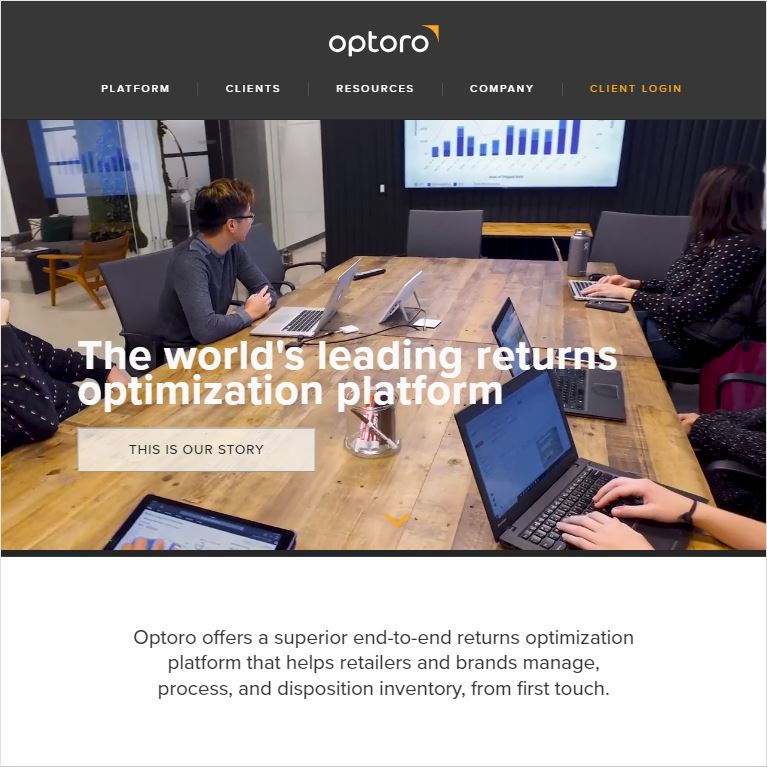 optoro
PLATFORM
CLIENTS
RESOURCES
COMPANY
CLIENT LOGIN
The world's leading returns
optimization platform
THIS IS OUR STORY
Optoro offers a superior end-to-end returns optimization
platform that helps retailers and brands manage,
process, and disposition inventory, from first touch.